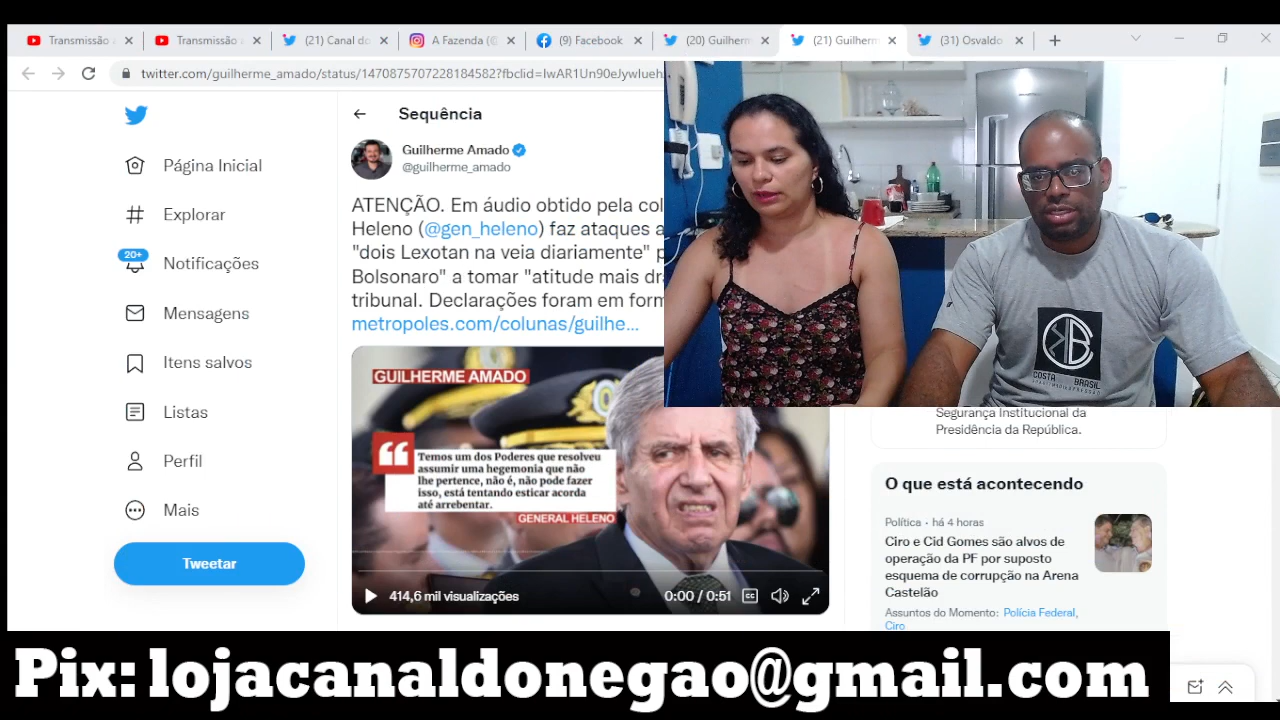 Transmissão a
Transmissão a
(21) Canal do
A Fazenda (@
(9) Facebook
(20) Guilherm
(21) Guilherm
(31) Osvaldo
twitter.com/guilherme_amado/status/1470875707228184582?fbclid=IwAR1Un90eJywIueh
Sequência
Guilherme Amado
@guilherme_amado
Página Inicial
Explorar
20+
Notificações
Mensagens
Itens salvos
Listas
Perfil
Mais
Tweetar
ATENÇÃO. Em áudio obtido pela col
Heleno (@gen_heleno) faz ataques a
"dois Lexotan na veia diariamente" p
Bolsonaro" a tomar "atitude mais dr
tribunal. Declarações foram em form
metropoles.com/colunas/guilhe...
GUILHERME AMADO
Temos um dos Poderes que resolveu
assumir uma hegemonia que não
lhe pertence, não é, não pode fazer
isso, está tentando esticar acorda
até arrebentar.
GENERAL HELENO
414,6 mil visualizações
0:00 / 0:51
CC
COSTA BRASIL
Segurança Institucional da
Presidência da República.
O que está acontecendo
Política · há 4 horas
Ciro e Cid Gomes são alvos de
operação da PF por suposto
esquema de corrupção na Arena
Castelão
Assuntos do Momento: Polícia Federal,
Ciro
Pix: lojacanaldonegao@gmail.com